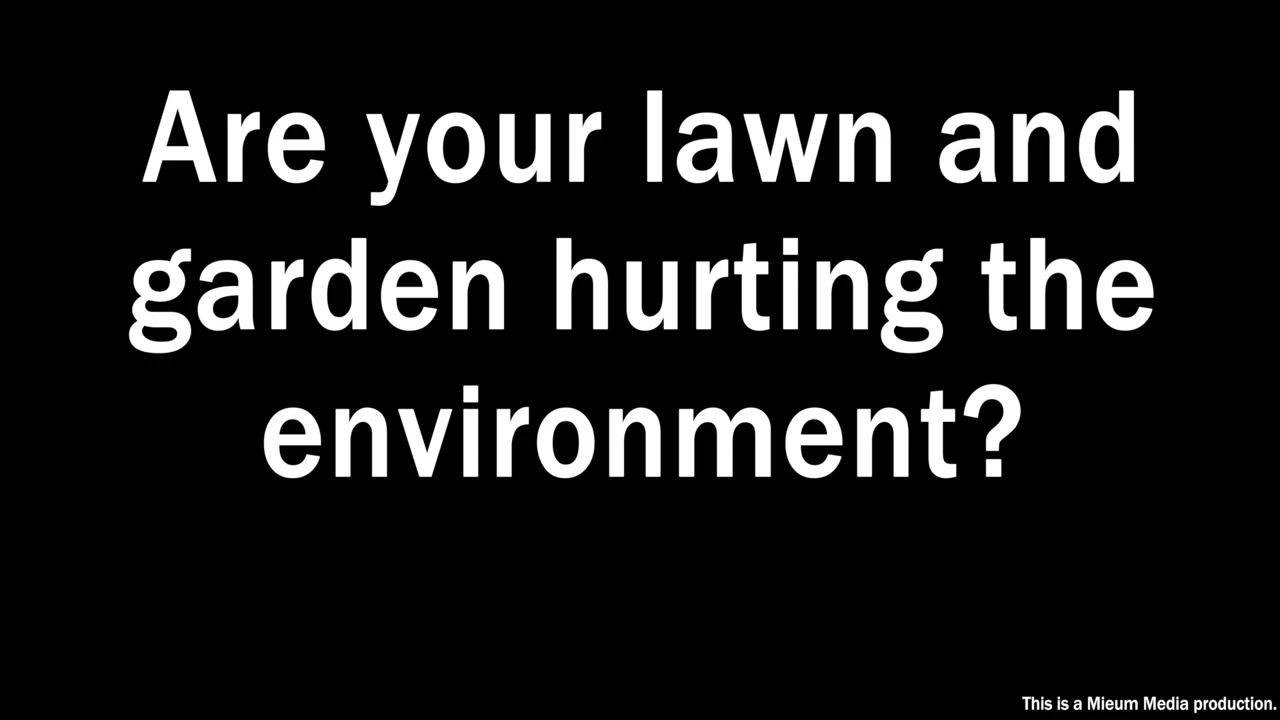 Are your lawn and
garden hurting the
environment?
This is a Mieum Media production.